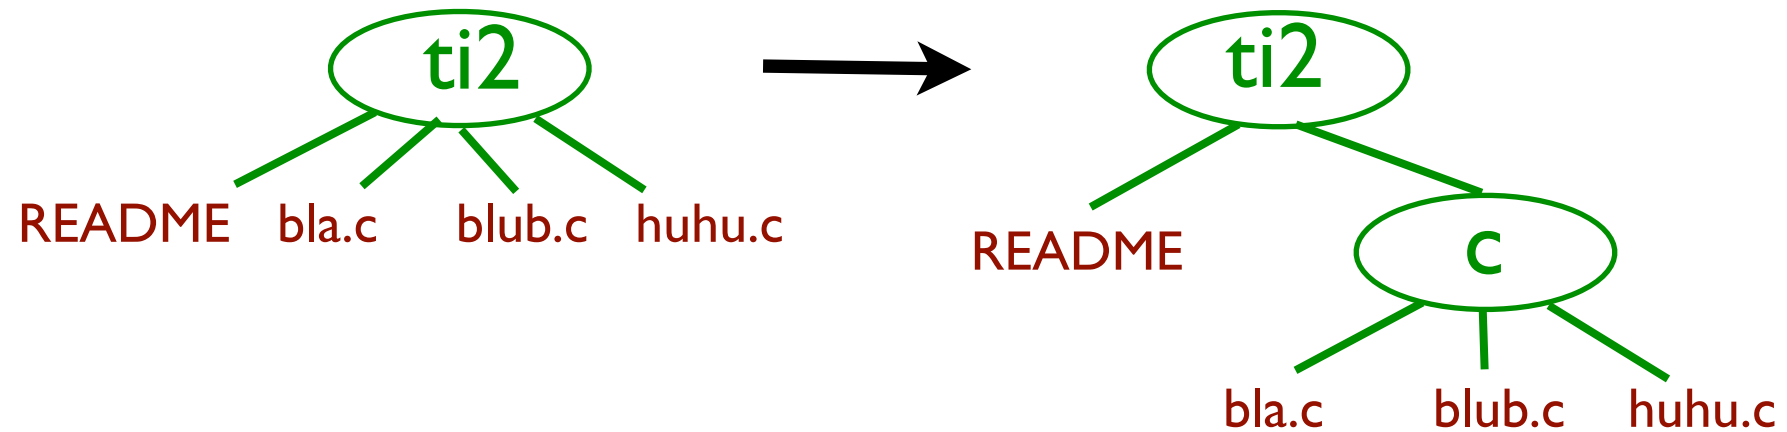 ti2
README bla.c blub.c huhu.c
ti2
README
c
bla.c blub.c huhu.c